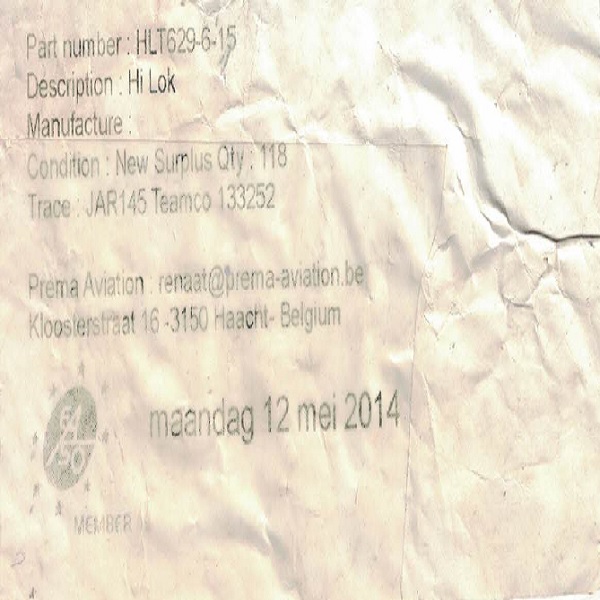 Part number : HLT629-6-15
Description : Hi Lok
Manufacture :
Condition : New Surplus Qty : 118
Trace : JAR145 Teamco 133252
Prema Aviation : renaat@prema-aviation.be
Kloosterstraat 16 -3150 Haacht- Belgium
maandag 12 mei 2014
MEMBER